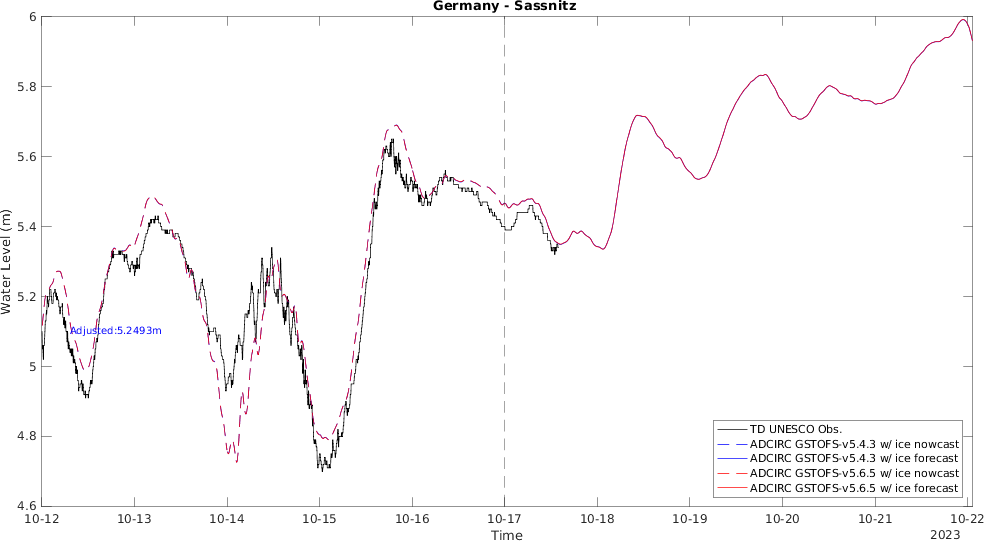 Germany - Sassnitz
Water Level (m)
6
5.8
5.6
5.4
5.2
5
4.8
4.6
Adjusted:5.2493m
TD UNESCO Obs.
ADCIRC GSTOFS-v5.4.3 w/ ice nowcast
ADCIRC GSTOFS-v5.4.3 w/ ice forecast
ADCIRC GSTOFS-v5.6.5 w/ ice nowcast
ADCIRC GSTOFS-v5.6.5 w/ ice forecast
10-12 10-13 10-14 10-15 10-16 10-17 10-18 10-19 10-20 10-21 10-22
Time
2023